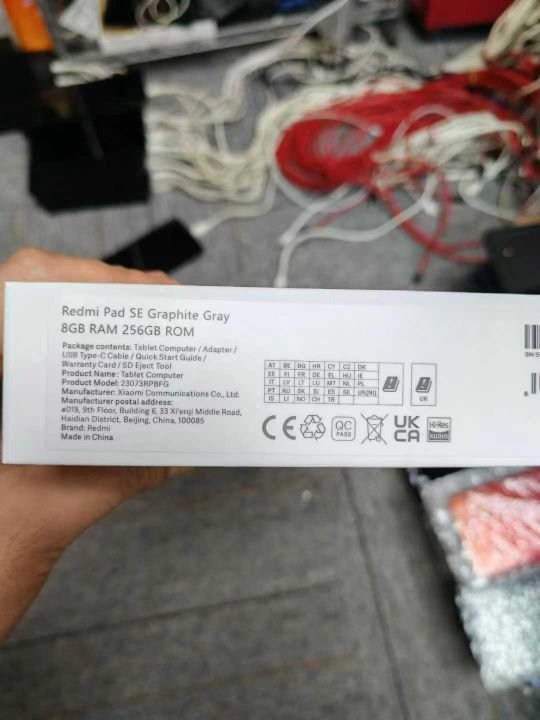 Redmi Pad SE Graphite Gray
8GB RAM 256GB ROM
Package contents: Tablet Computer / Adapter /
USB Type-C Cable / Quick Start Guide /
Warranty Card / SD Eject Tool
Product Name: Tablet Computer
Product Model: 23073RPBFG
Manufacturer: Xiaomi Communications Co., Ltd.
Manufacturer postal address:
#019, 9th Floor, Building 6, 33 Xi'erqi Middle Road,
Haidian District, Beijing, China, 100085
Brand: Redmi
Made in China
AT BE BG HR CY CZ DK
EE FI FR DE EL HU IE
IT LV LT LU MT NL PL
PT RO SK SI ES SE UK(NI)
IS LI NO CH TR
UK
CE
QC
PASS
UK
CA
Hi-Res
AUDIO
SN:
6